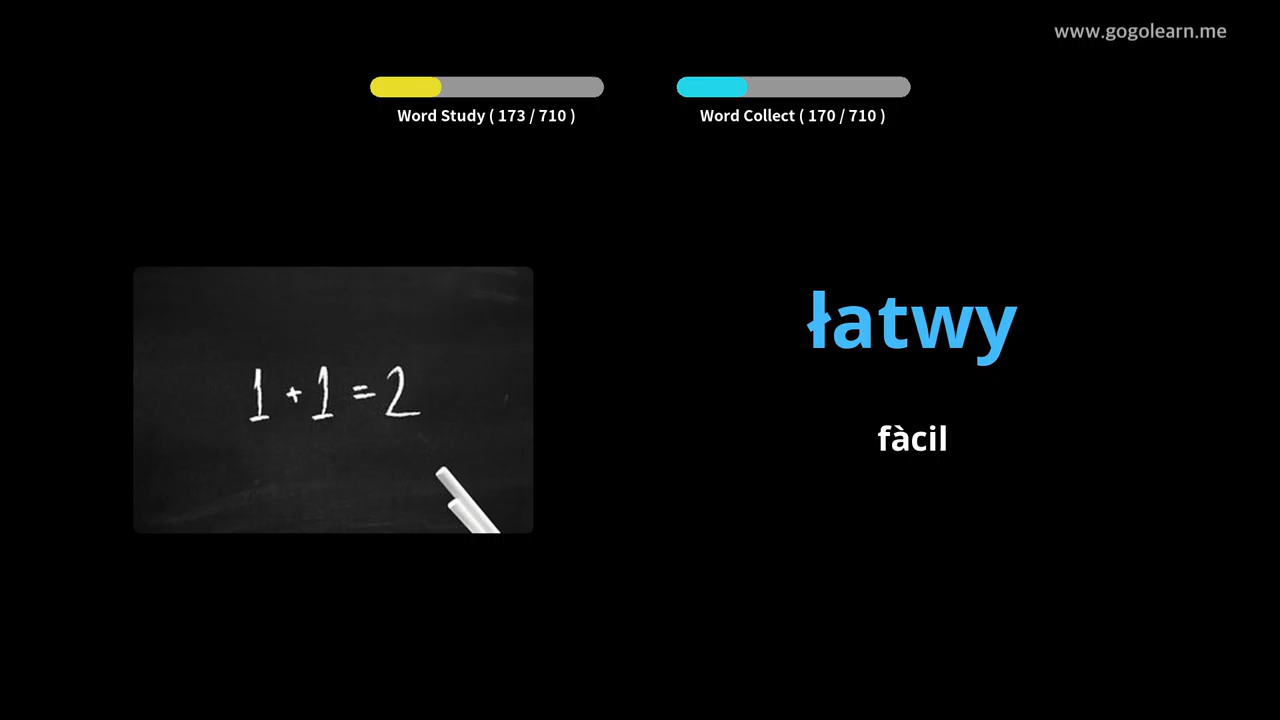 www.gogolearn.me
Word Study ( 173 / 710 )
Word Collect ( 170 / 710 )
1 + 1 = 2
łatwy
fàcil